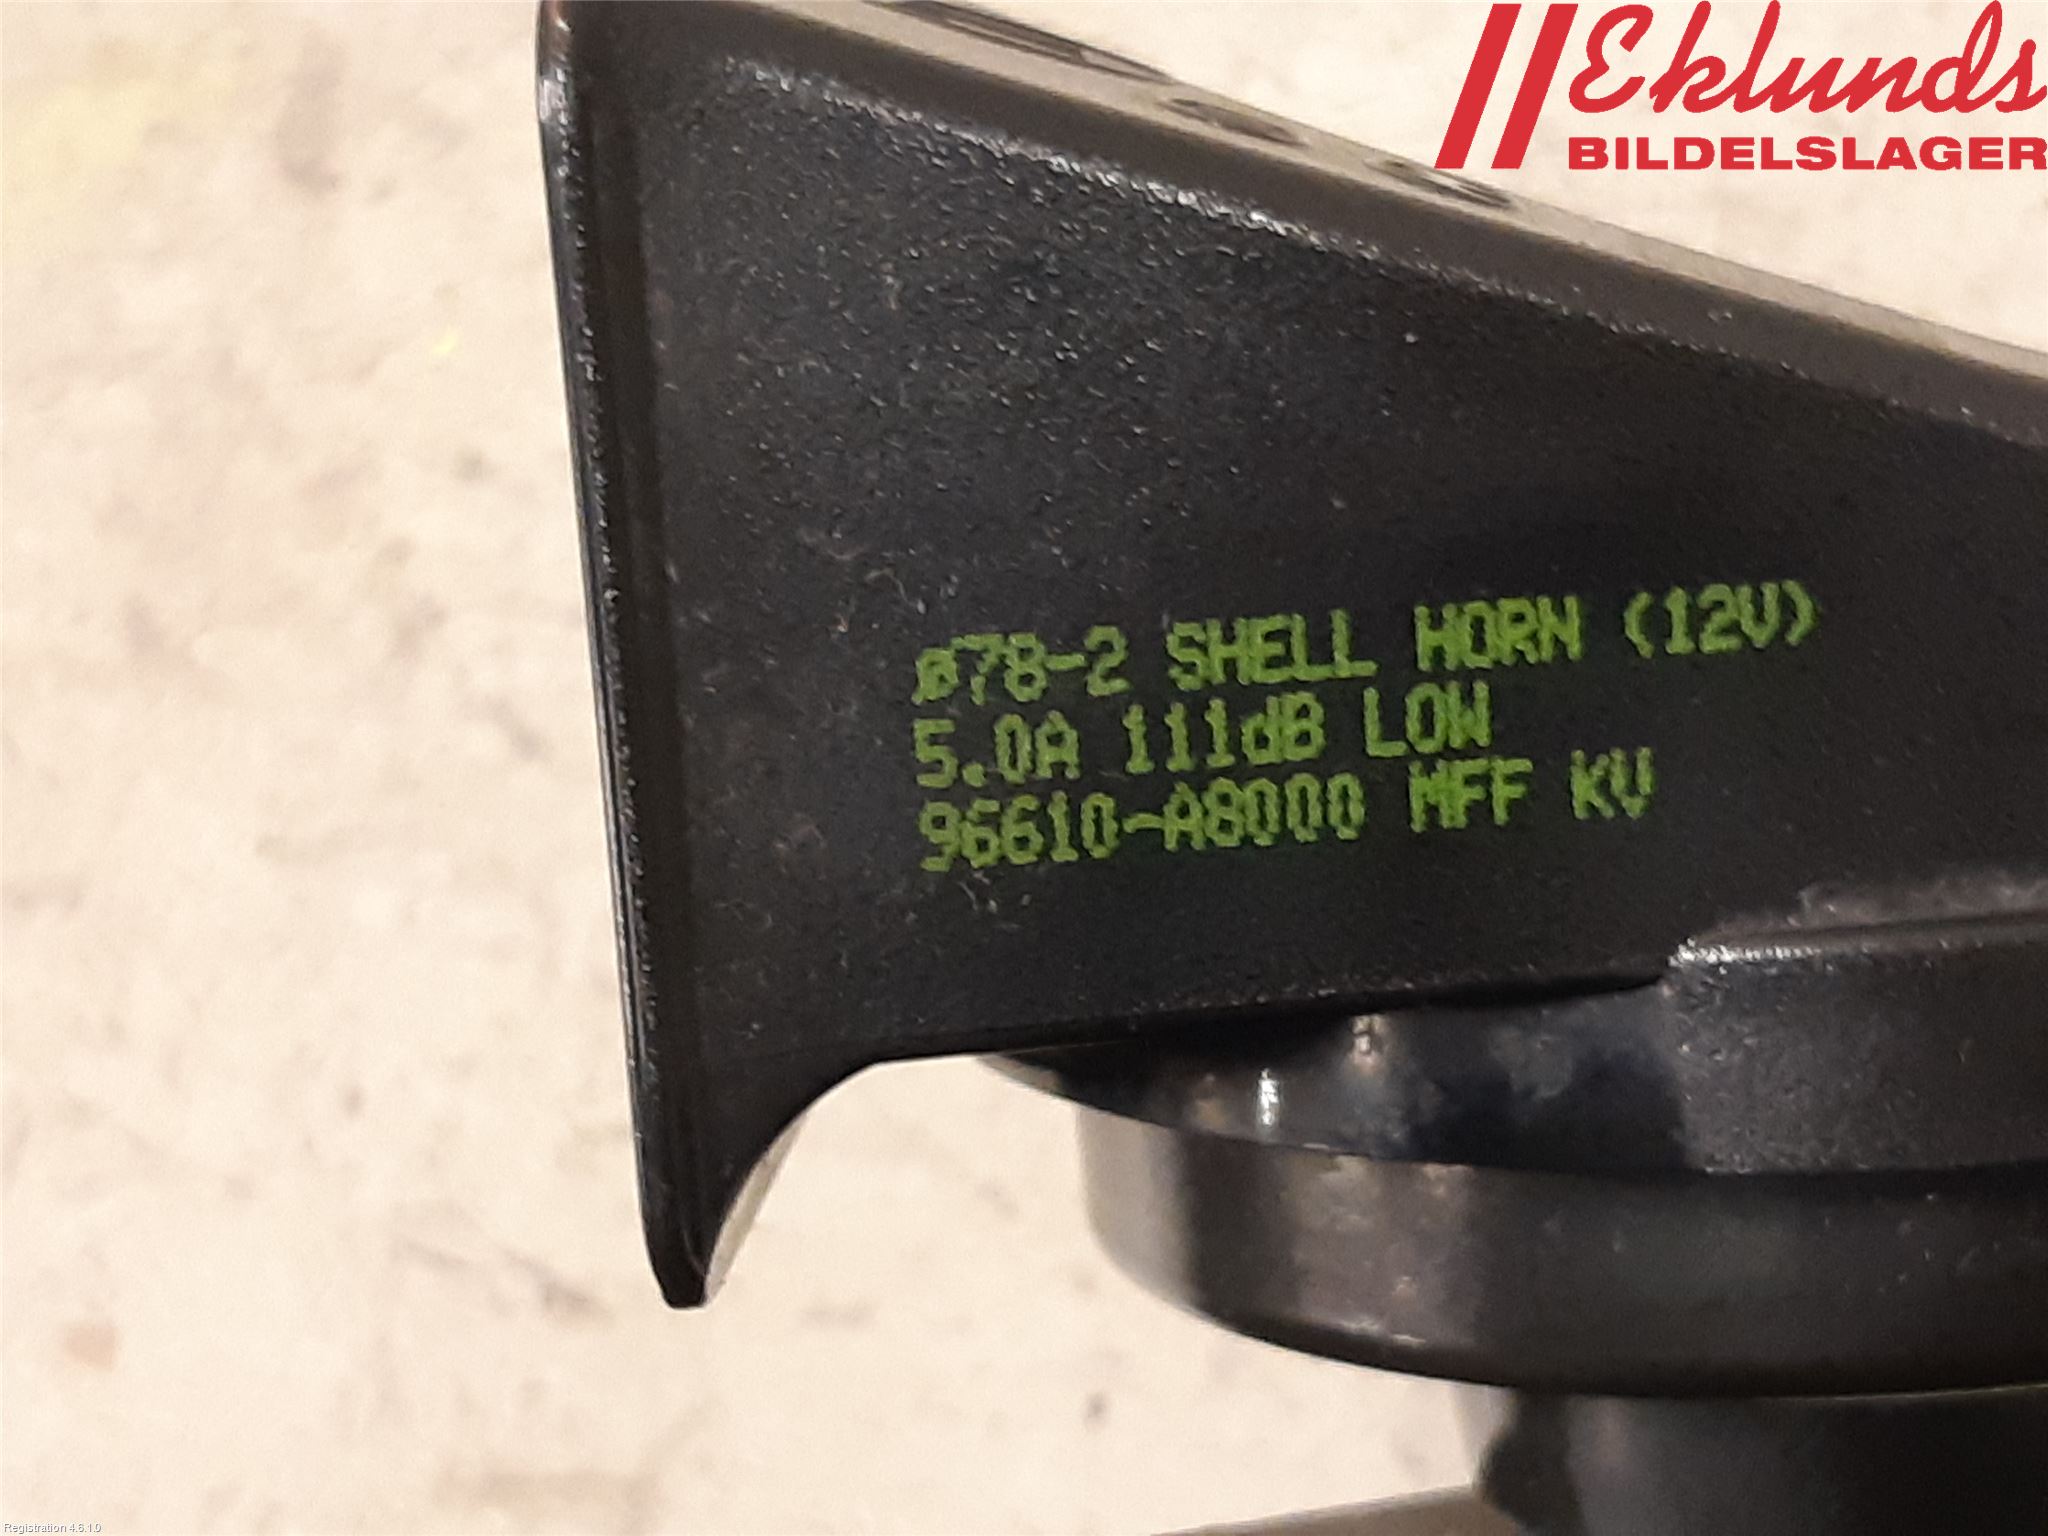 Eklunds
BILDELSLAGER
ø78-2 SHELL HORN (12V)
5.0A 111dB LOW
96610-A8000 MFF KV
Registration 4.6.1.0